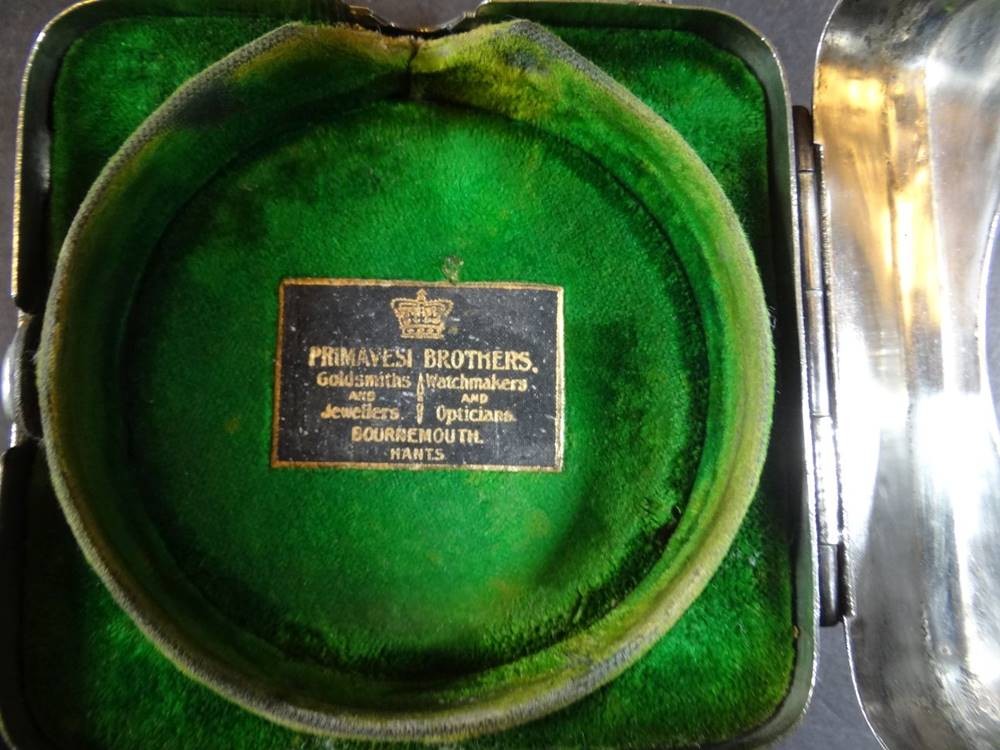 PRIMAVESI BROTHERS.
Goldsmiths Watchmakers
AND AND
Jewellers. Opticians.
BOURNEMOUTH.
HANTS